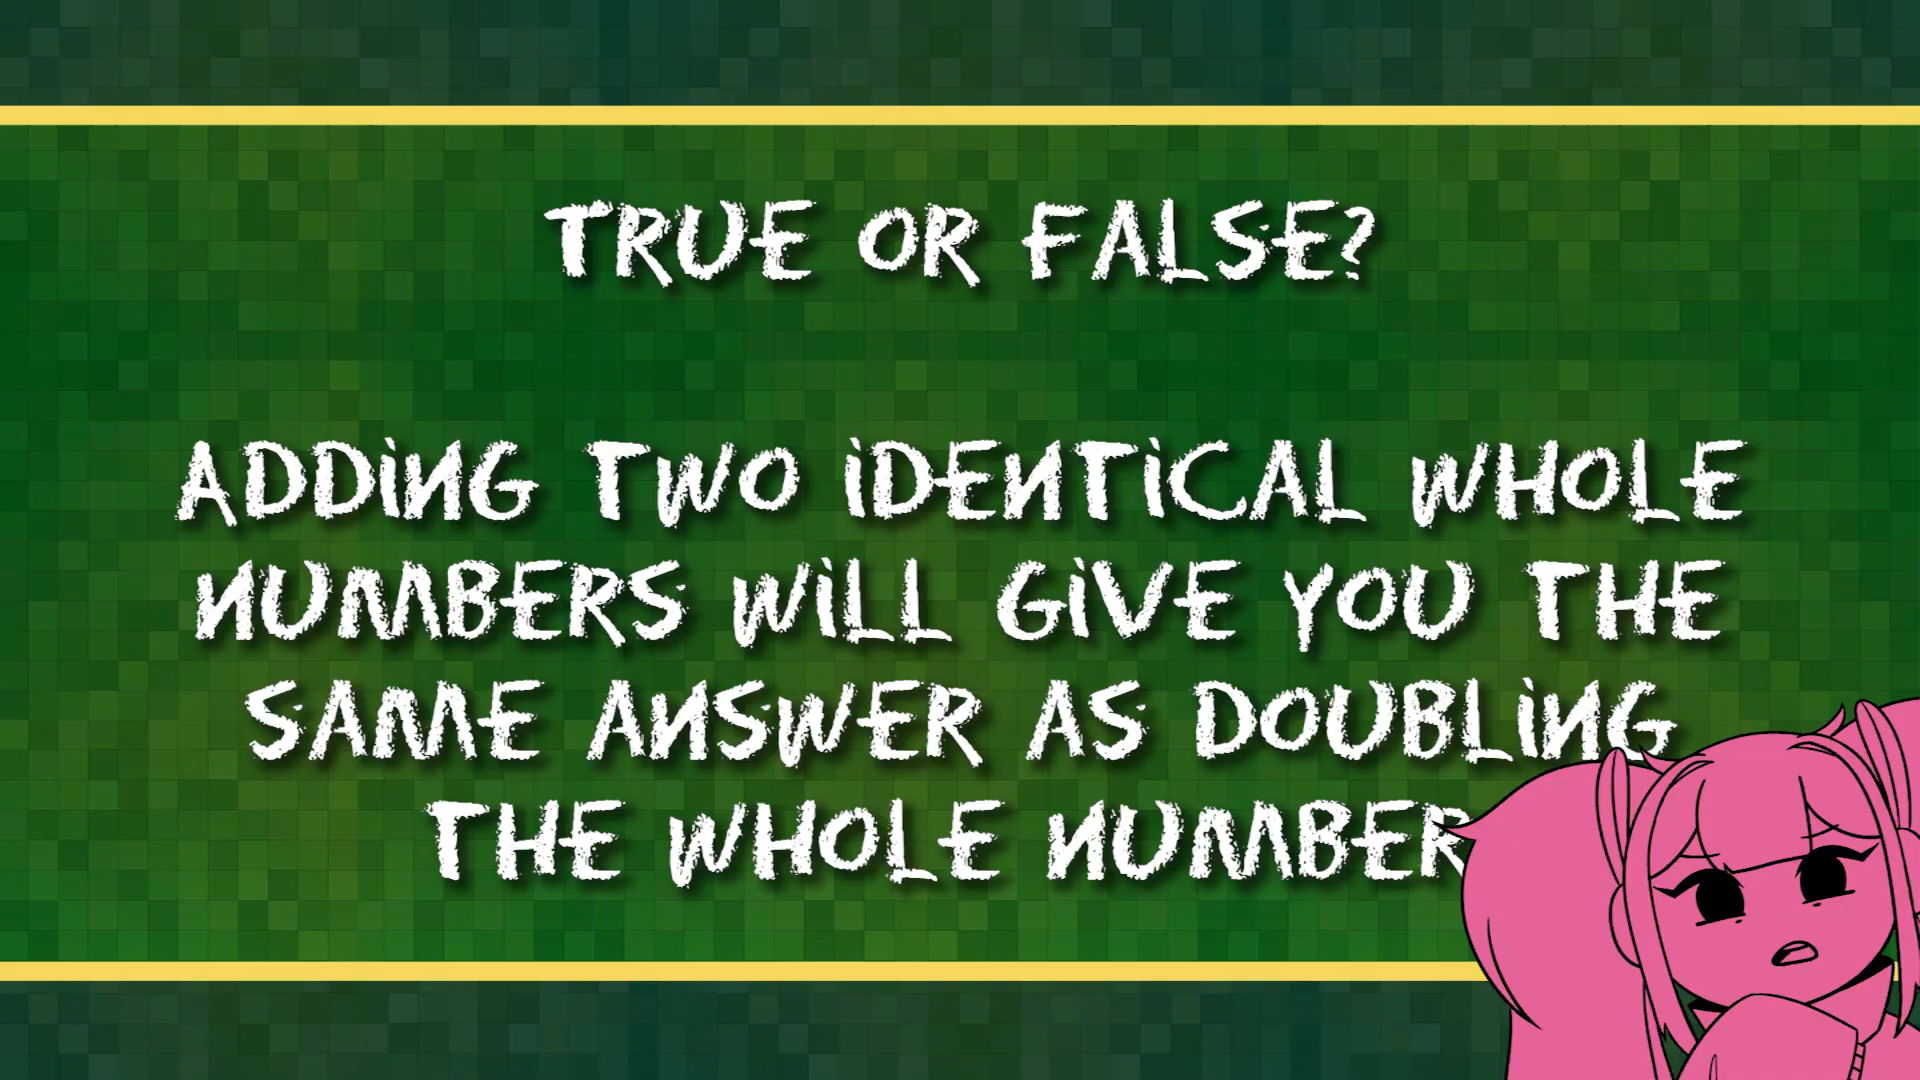 TRUE OR FALSE?
ADDING TWO IDENTICAL WHOLE
NUMBERS WILL GIVE YOU THE
SAME ANSWER AS DOUBLING
THE WHOLE NUMBER